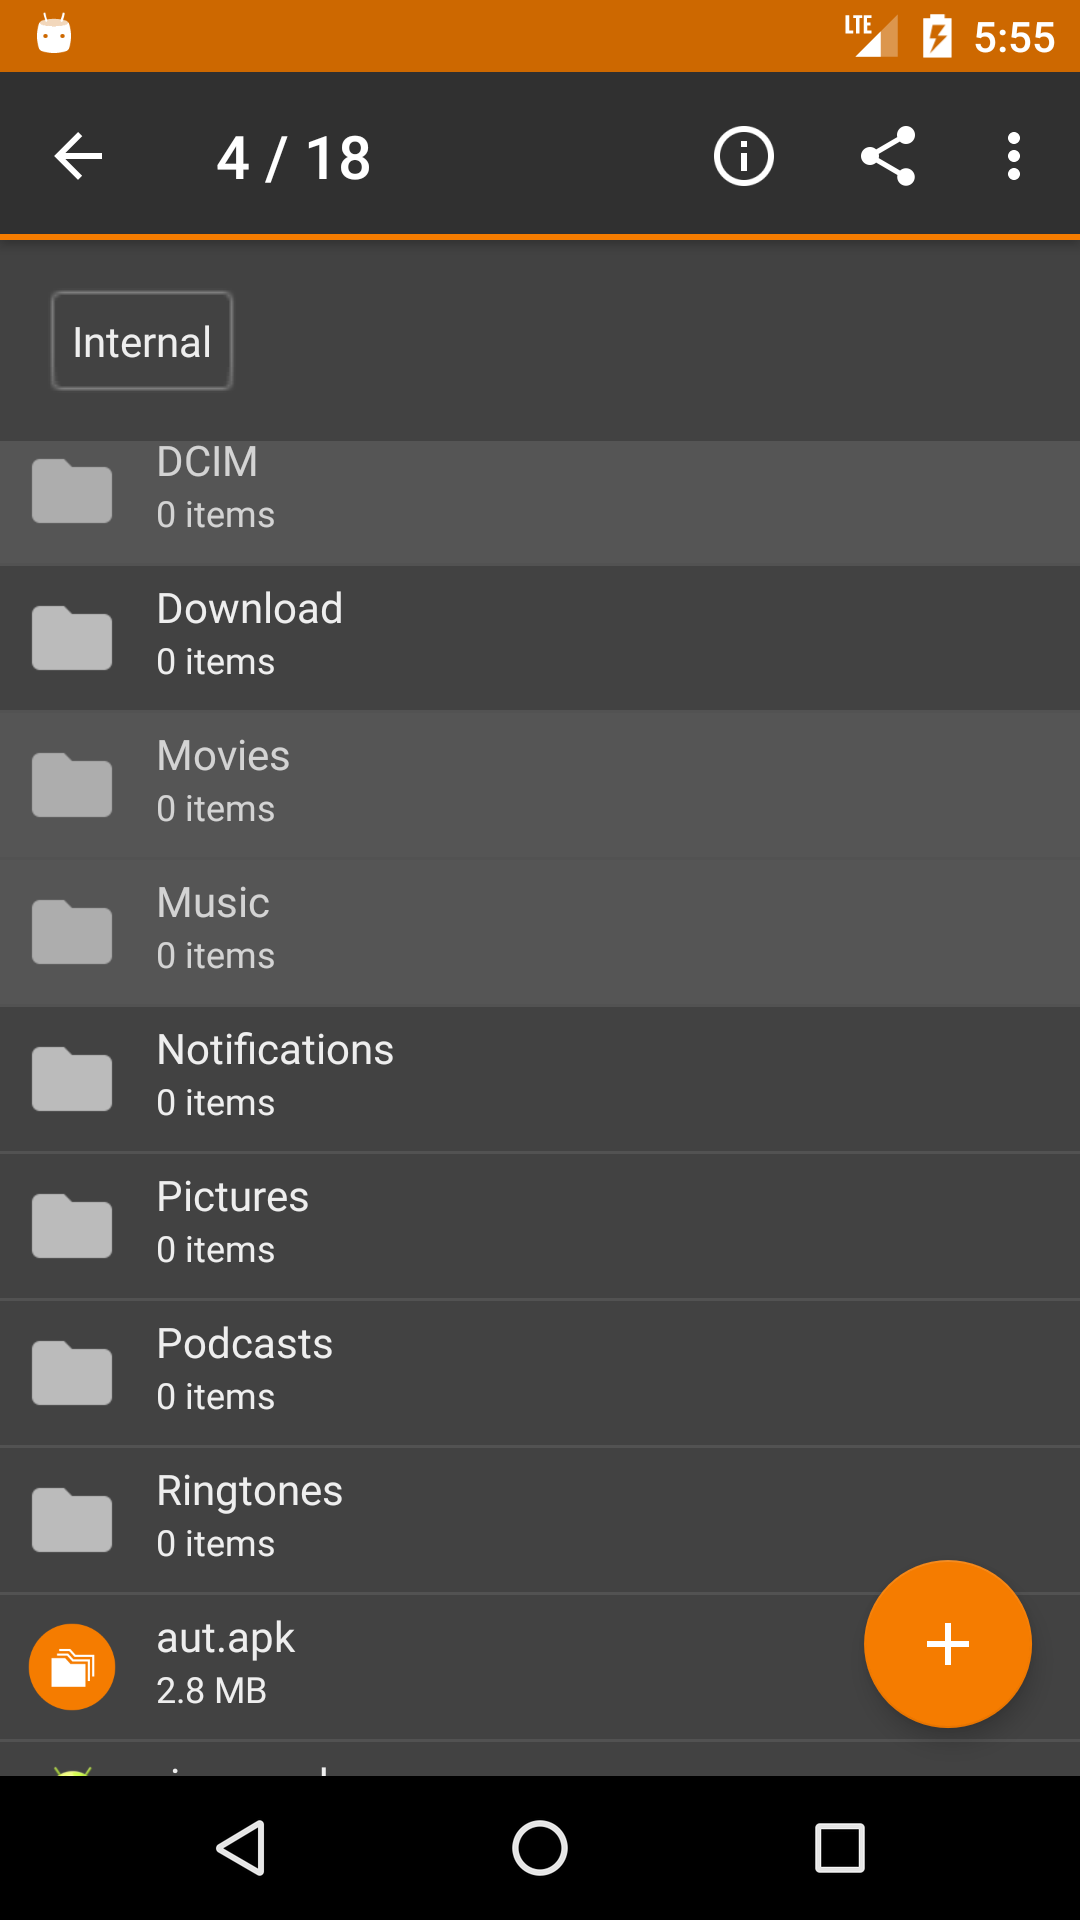 LTE 5:55
4 / 18
Internal
DCIM
0 items
Download
0 items
Movies
0 items
Music
0 items
Notifications
0 items
Pictures
0 items
Podcasts
0 items
Ringtones
0 items
aut.apk
2.8 MB